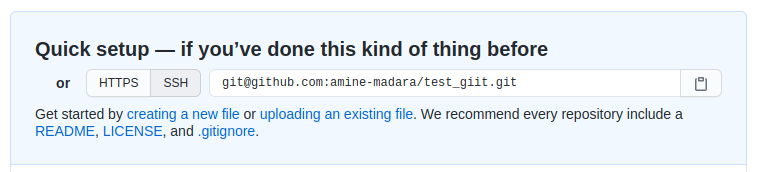 Quick setup — if you’ve done this kind of thing before
or HTTPS SSH git@github.com:amine-madara/test_giit.git
Get started by creating a new file or uploading an existing file. We recommend every repository include a
README, LICENSE, and .gitignore.